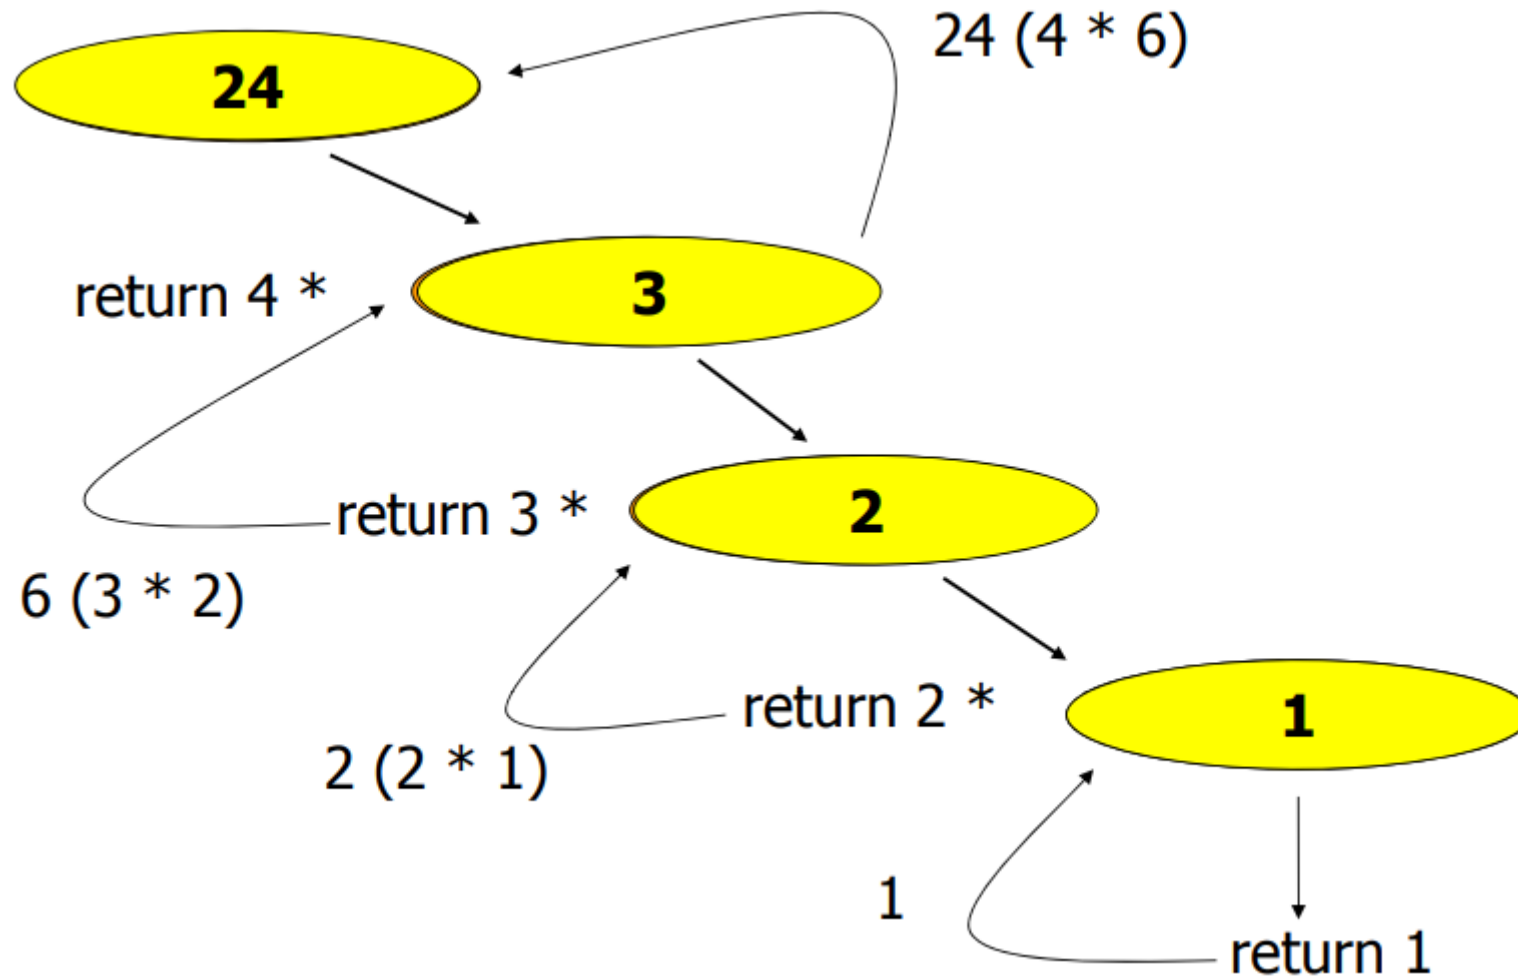 24 (4 * 6)
24
return 4 *
3
return 3 *
2
6 (3 * 2)
return 2 *
1
2 (2 * 1)
1
return 1